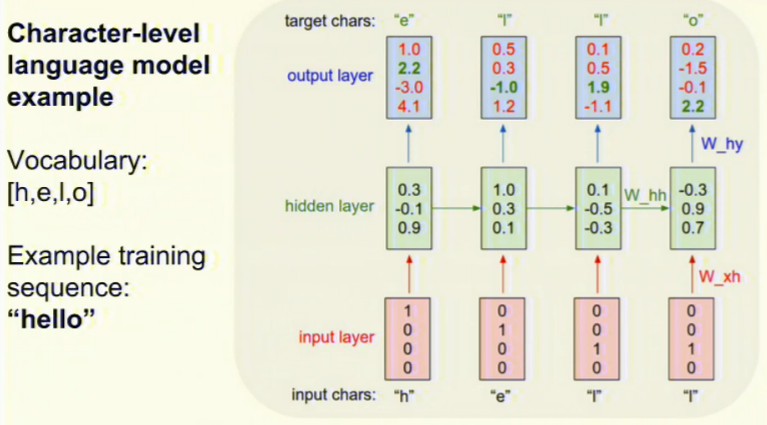 Character-level
language model
example
Vocabulary:
[h,e,l,o]
Example training
sequence:
“hello”
target chars: “e” “l” “l” “o”
output layer
1.0 0.5 0.1 0.2
2.2 0.3 0.5 -1.5
-3.0 -1.0 1.9 -0.1
4.1 1.2 -1.1 2.2
W_hy
hidden layer
0.3 1.0 0.1 -0.3
-0.1 0.3 -0.5 0.9
0.9 0.1 -0.3 0.7
W_hh
W_xh
input layer
1 0 0 0
0 1 0 0
0 0 1 1
0 0 0 0
input chars: “h” “e” “l” “l”